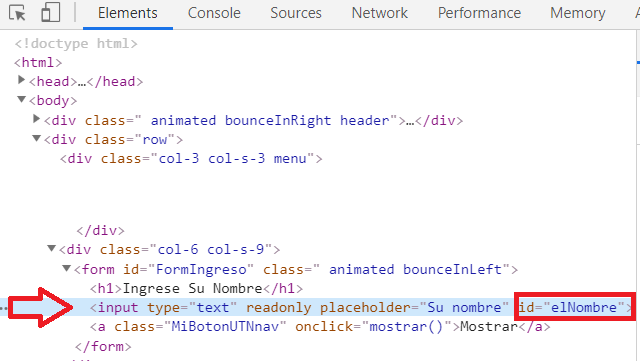 Elements Console Sources Network Performance Memory
<!doctype html>
<html>
<head>…</head>
<body>
<div class=" animated bounceInRight header">…</div>
<div class="row">
<div class="col-3 col-s-3 menu">
</div>
<div class="col-6 col-s-9">
<form id="FormIngreso" class=" animated bounceInLeft">
<h1>Ingrese Su Nombre</h1>
<input type="text" readonly placeholder="Su nombre" id="elNombre">
<a class="MiBotonUTNnav" onclick="mostrar()">Mostrar</a>
</form>